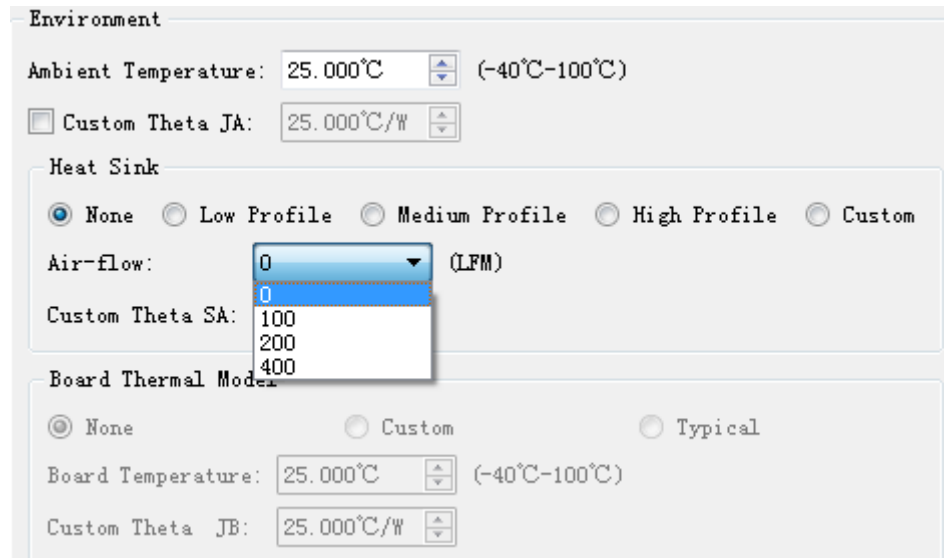 Environment
Ambient Temperature: 25.000℃ (-40℃-100℃)
Custom Theta JA: 25.000℃/W
Heat Sink
None Low Profile Medium Profile High Profile Custom
Air-flow: 0 (LFM)
0
Custom Theta SA: 100
200
400
Board Thermal Model
None Custom Typical
Board Temperature: 25.000℃ (-40℃-100℃)
Custom Theta JB: 25.000℃/W